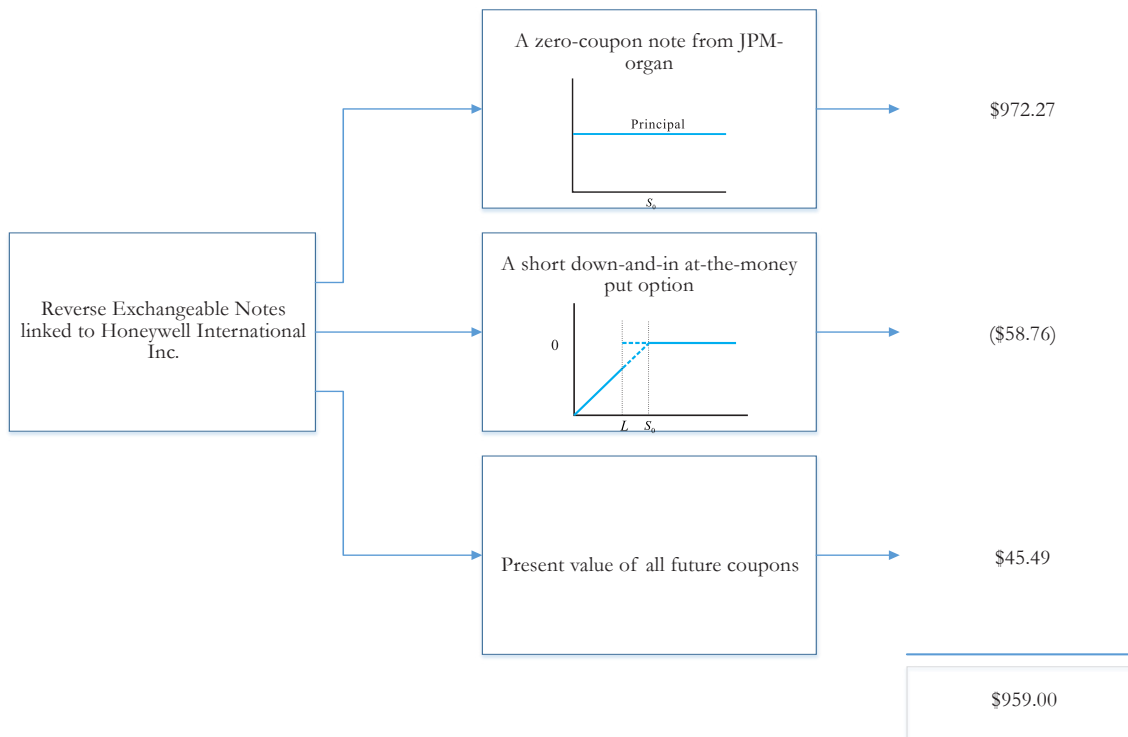 A zero-coupon note from JPM-
organ
Principal
S₀
$972.27
Reverse Exchangeable Notes
linked to Honeywell International
Inc.
A short down-and-in at-the-money
put option
0
L S₀
($58.76)
Present value of all future coupons
$45.49
$959.00